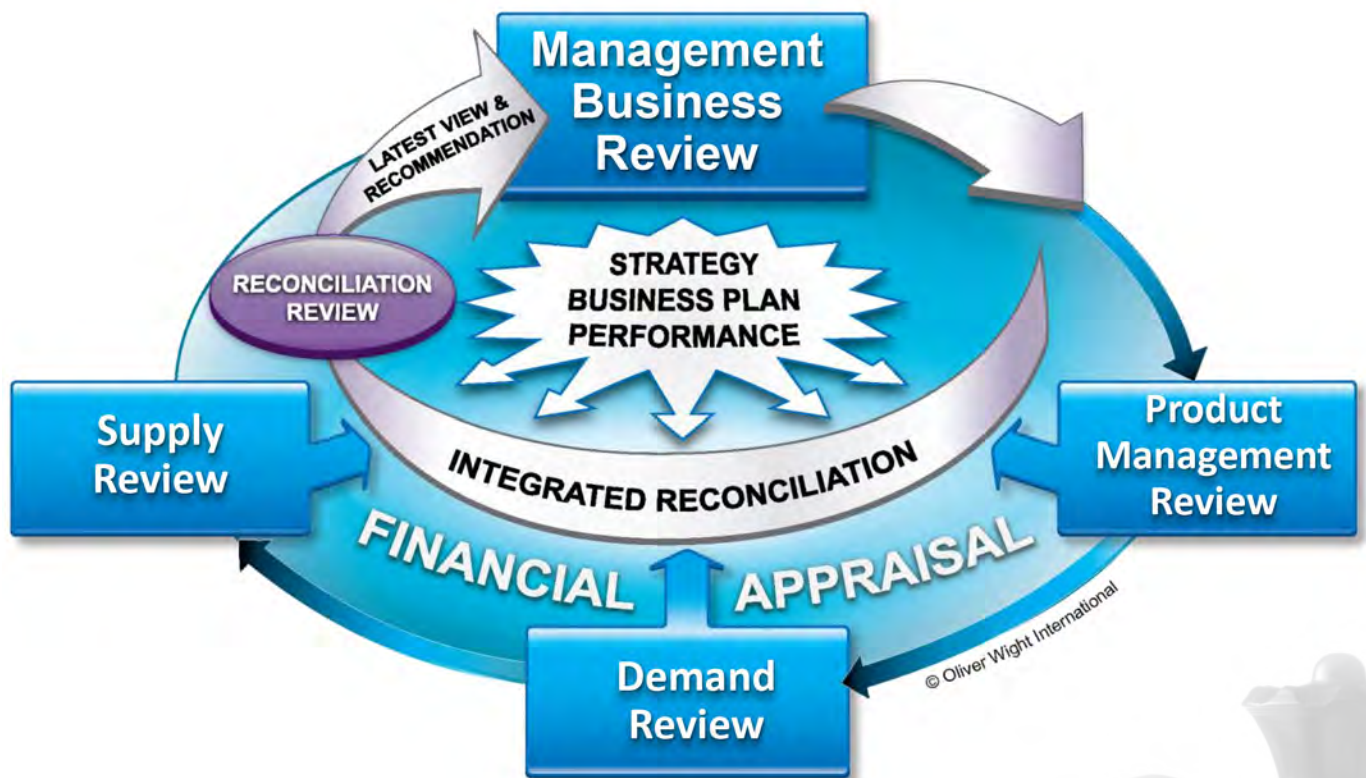 Management
Business
Review
LATEST VIEW &
RECOMMENDATION
RECONCILIATION
REVIEW
STRATEGY
BUSINESS PLAN
PERFORMANCE
Supply
Review
Product
Management
Review
INTEGRATED RECONCILIATION
FINANCIAL APPRAISAL
Demand
Review
© Oliver Wight International